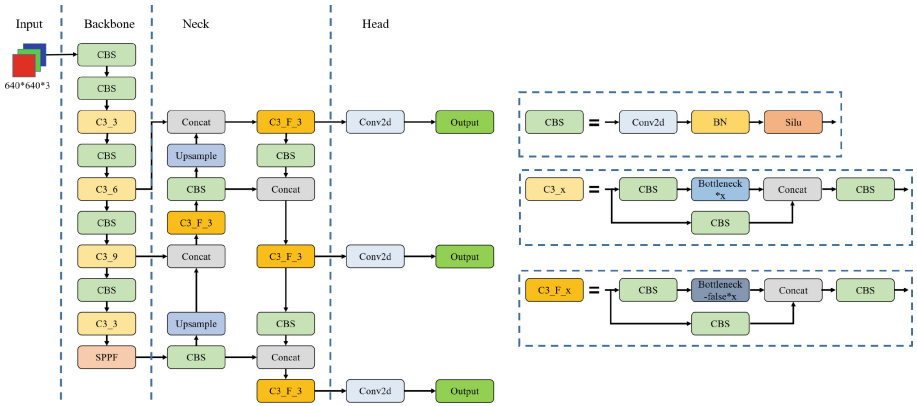 Input
Backbone
Neck
Head
640*640*3
CBS
CBS
C3_3
CBS
C3_6
CBS
C3_9
CBS
C3_3
SPPF
Concat
Upsample
CBS
C3_F_3
Concat
Upsample
CBS
C3_F_3
CBS
Concat
C3_F_3
CBS
Concat
C3_F_3
Conv2d
Output
Conv2d
Output
Conv2d
Output
CBS = Conv2d BN Silu
C3_x = CBS Bottleneck
*x
Concat CBS
CBS
C3_F_x = CBS Bottleneck
-false*x
Concat CBS
CBS